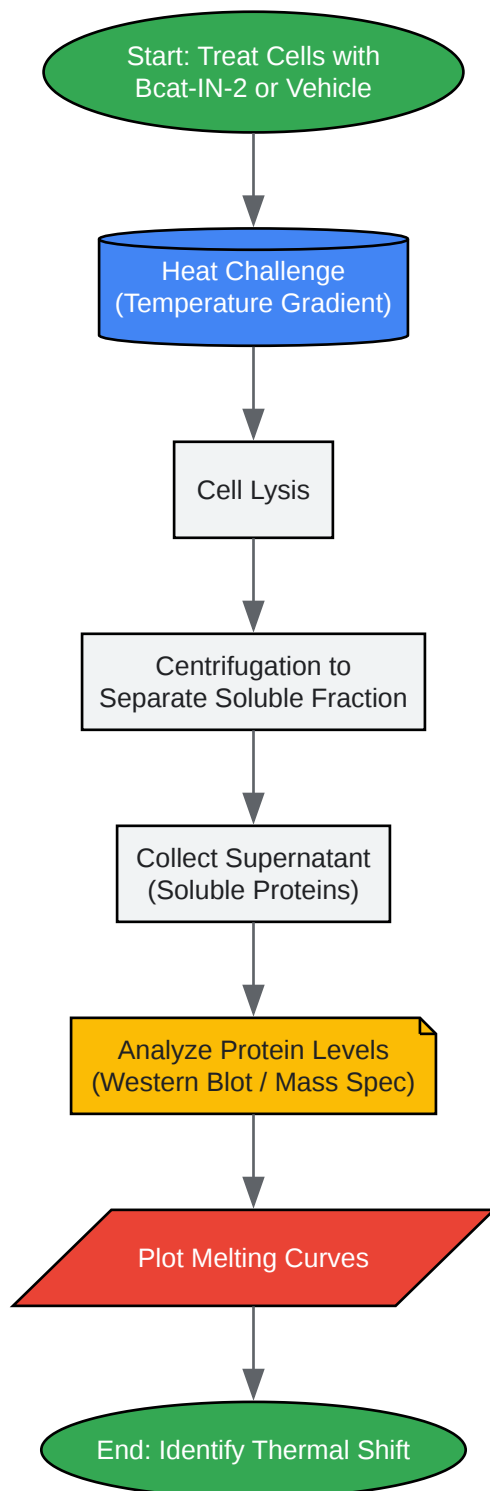 Start: Treat Cells with
Bcat-IN-2 or Vehicle
Heat Challenge
(Temperature Gradient)
Cell Lysis
Centrifugation to
Separate Soluble Fraction
Collect Supernatant
(Soluble Proteins)
Analyze Protein Levels
(Western Blot / Mass Spec)
Plot Melting Curves
End: Identify Thermal Shift